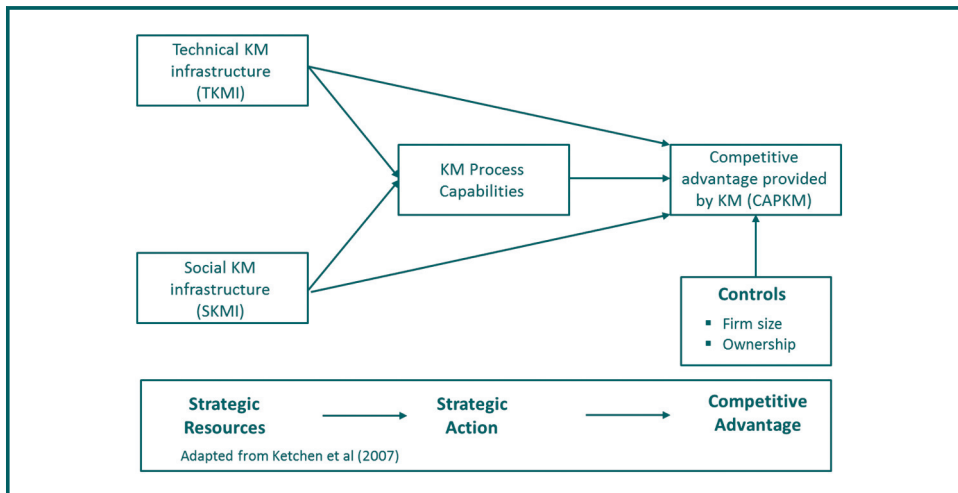 Technical KM
infrastructure
(TKMI)
KM Process
Capabilities
Competitive
advantage provided
by KM (CAPKM)
Social KM
infrastructure
(SKMI)
Controls
▪ Firm size
▪ Ownership
Strategic
Resources
Strategic
Action
Competitive
Advantage
Adapted from Ketchen et al (2007)